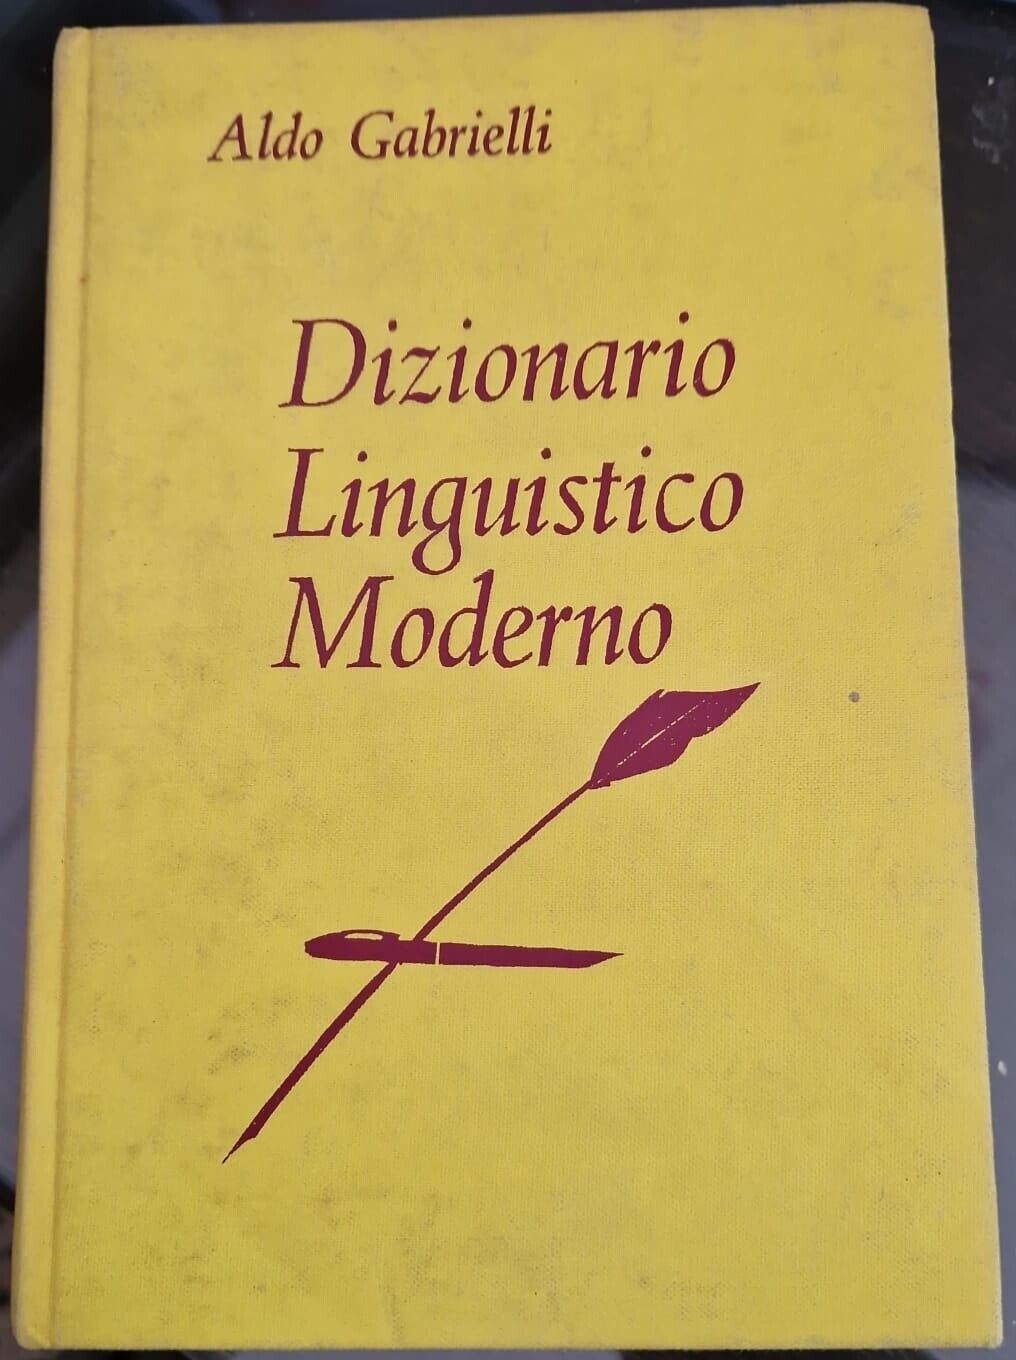 Aldo Gabrielli
Dizionario
Linguistico
Moderno